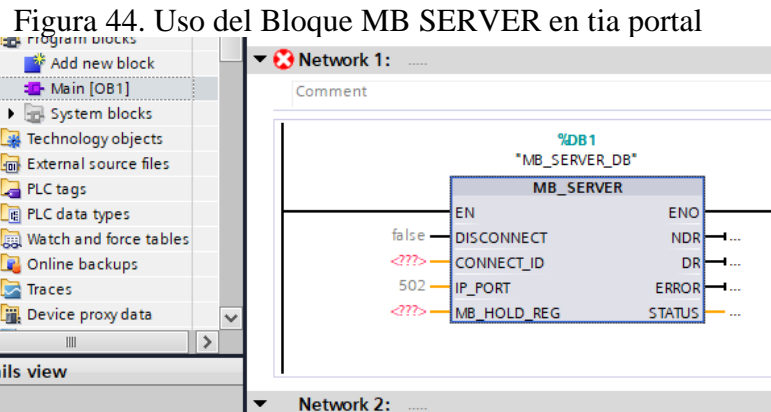 Figura 44. Uso del Bloque MB SERVER en tia portal
Program blocks
Add new block
Main [OB1]
System blocks
Technology objects
External source files
PLC tags
PLC data types
Watch and force tables
Online backups
Traces
Device proxy data
ils view
Network 1: .....
Comment
%DB1
"MB_SERVER_DB"
MB_SERVER
EN ENO
false DISCONNECT NDR ...
<???> CONNECT_ID DR ...
502 IP_PORT ERROR ...
<???> MB_HOLD_REG STATUS ...
Network 2: .....